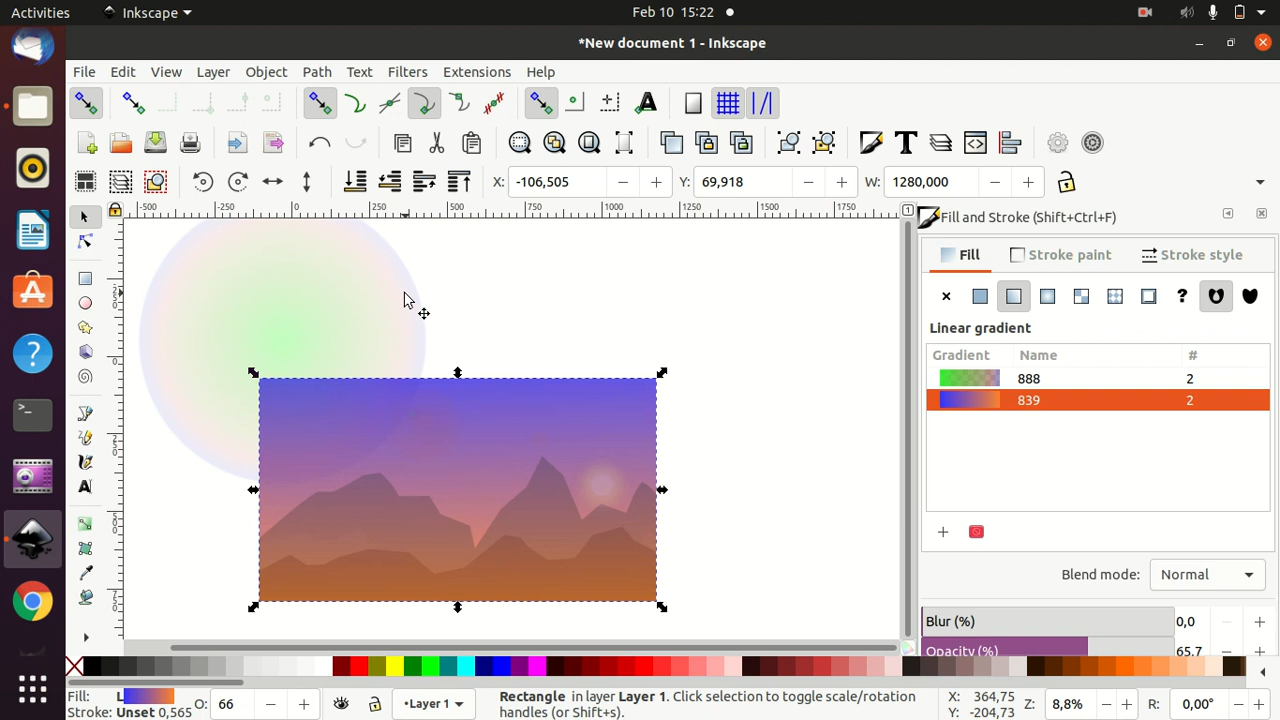 Activities Inkscape Feb 10 15:22
*New document 1 - Inkscape
File Edit View Layer Object Path Text Filters Extensions Help
X: -106,505 Y: 69,918 W: 1280,000
-500 -250 0 250 500 750 1000 1250 1500 1750
Fill and Stroke (Shift+Ctrl+F)
Fill Stroke paint Stroke style
Linear gradient
Gradient Name #
888 2
839 2
Blend mode: Normal
Blur (%) 0,0
Opacity (%) 65,7
Fill: L O: 66 Layer 1 Rectangle in layer Layer 1. Click selection to toggle scale/rotation X: 364,75 Z: 8,8% R: 0,00°
Stroke: Unset 0,565 handles (or Shift+s). Y: -204,73